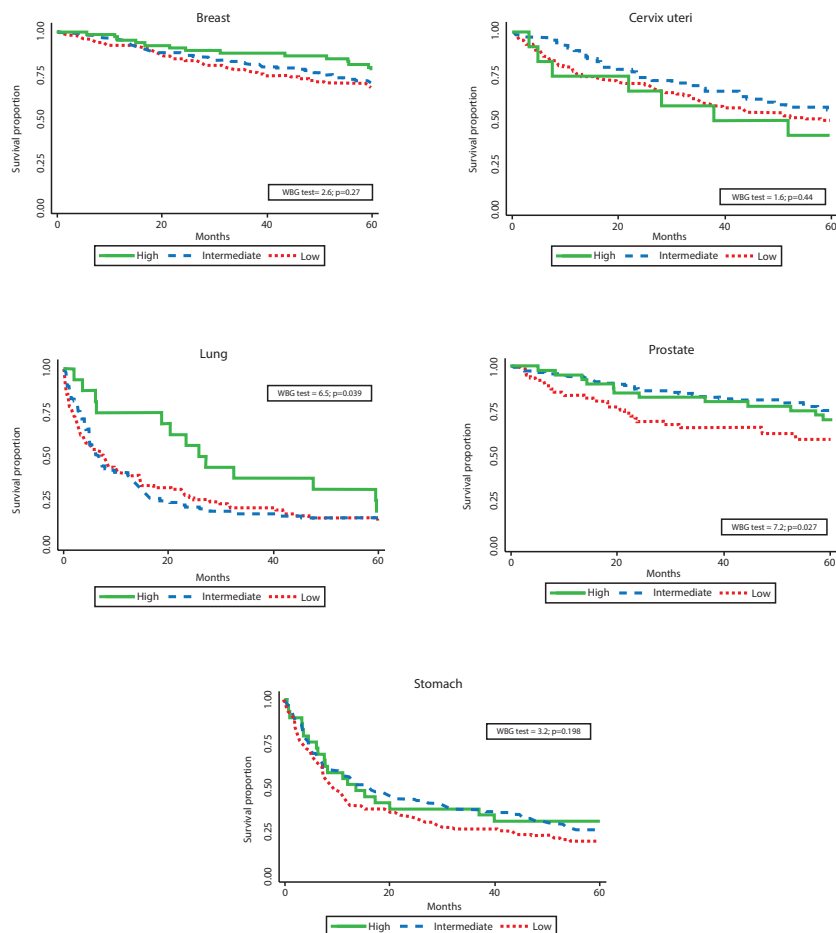 Breast
Survival proportion
1.00
0.75
0.50
0.25
0.00
WBG test= 2.6; p=0.27
0 20 40 60
Months
High Intermediate Low
Cervix uteri
Survival proportion
1.00
0.75
0.50
0.25
0.00
WBG test = 1.6; p=0.44
0 20 40 60
Months
High Intermediate Low
Lung
Survival proportion
1.00
0.75
0.50
0.25
0.00
WBG test = 6.5; p=0.039
0 20 40 60
Months
High Intermediate Low
Prostate
Survival proportion
1.00
0.75
0.50
0.25
0.00
WBG test = 7.2; p=0.027
0 20 40 60
Months
High Intermediate Low
Stomach
Survival proportion
1.00
0.75
0.50
0.25
0.00
WBG test = 3.2; p=0.198
0 20 40 60
Months
High Intermediate Low